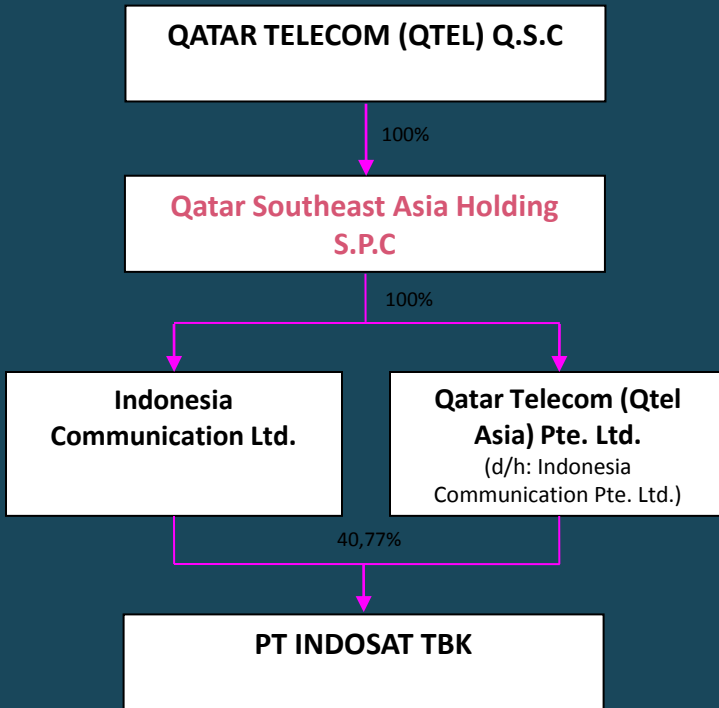 QATAR TELECOM (QTEL) Q.S.C
100%
Qatar Southeast Asia Holding
S.P.C
100%
Indonesia
Communication Ltd.
Qatar Telecom (Qtel
Asia) Pte. Ltd.
(d/h: Indonesia
Communication Pte. Ltd.)
40,77%
PT INDOSAT TBK